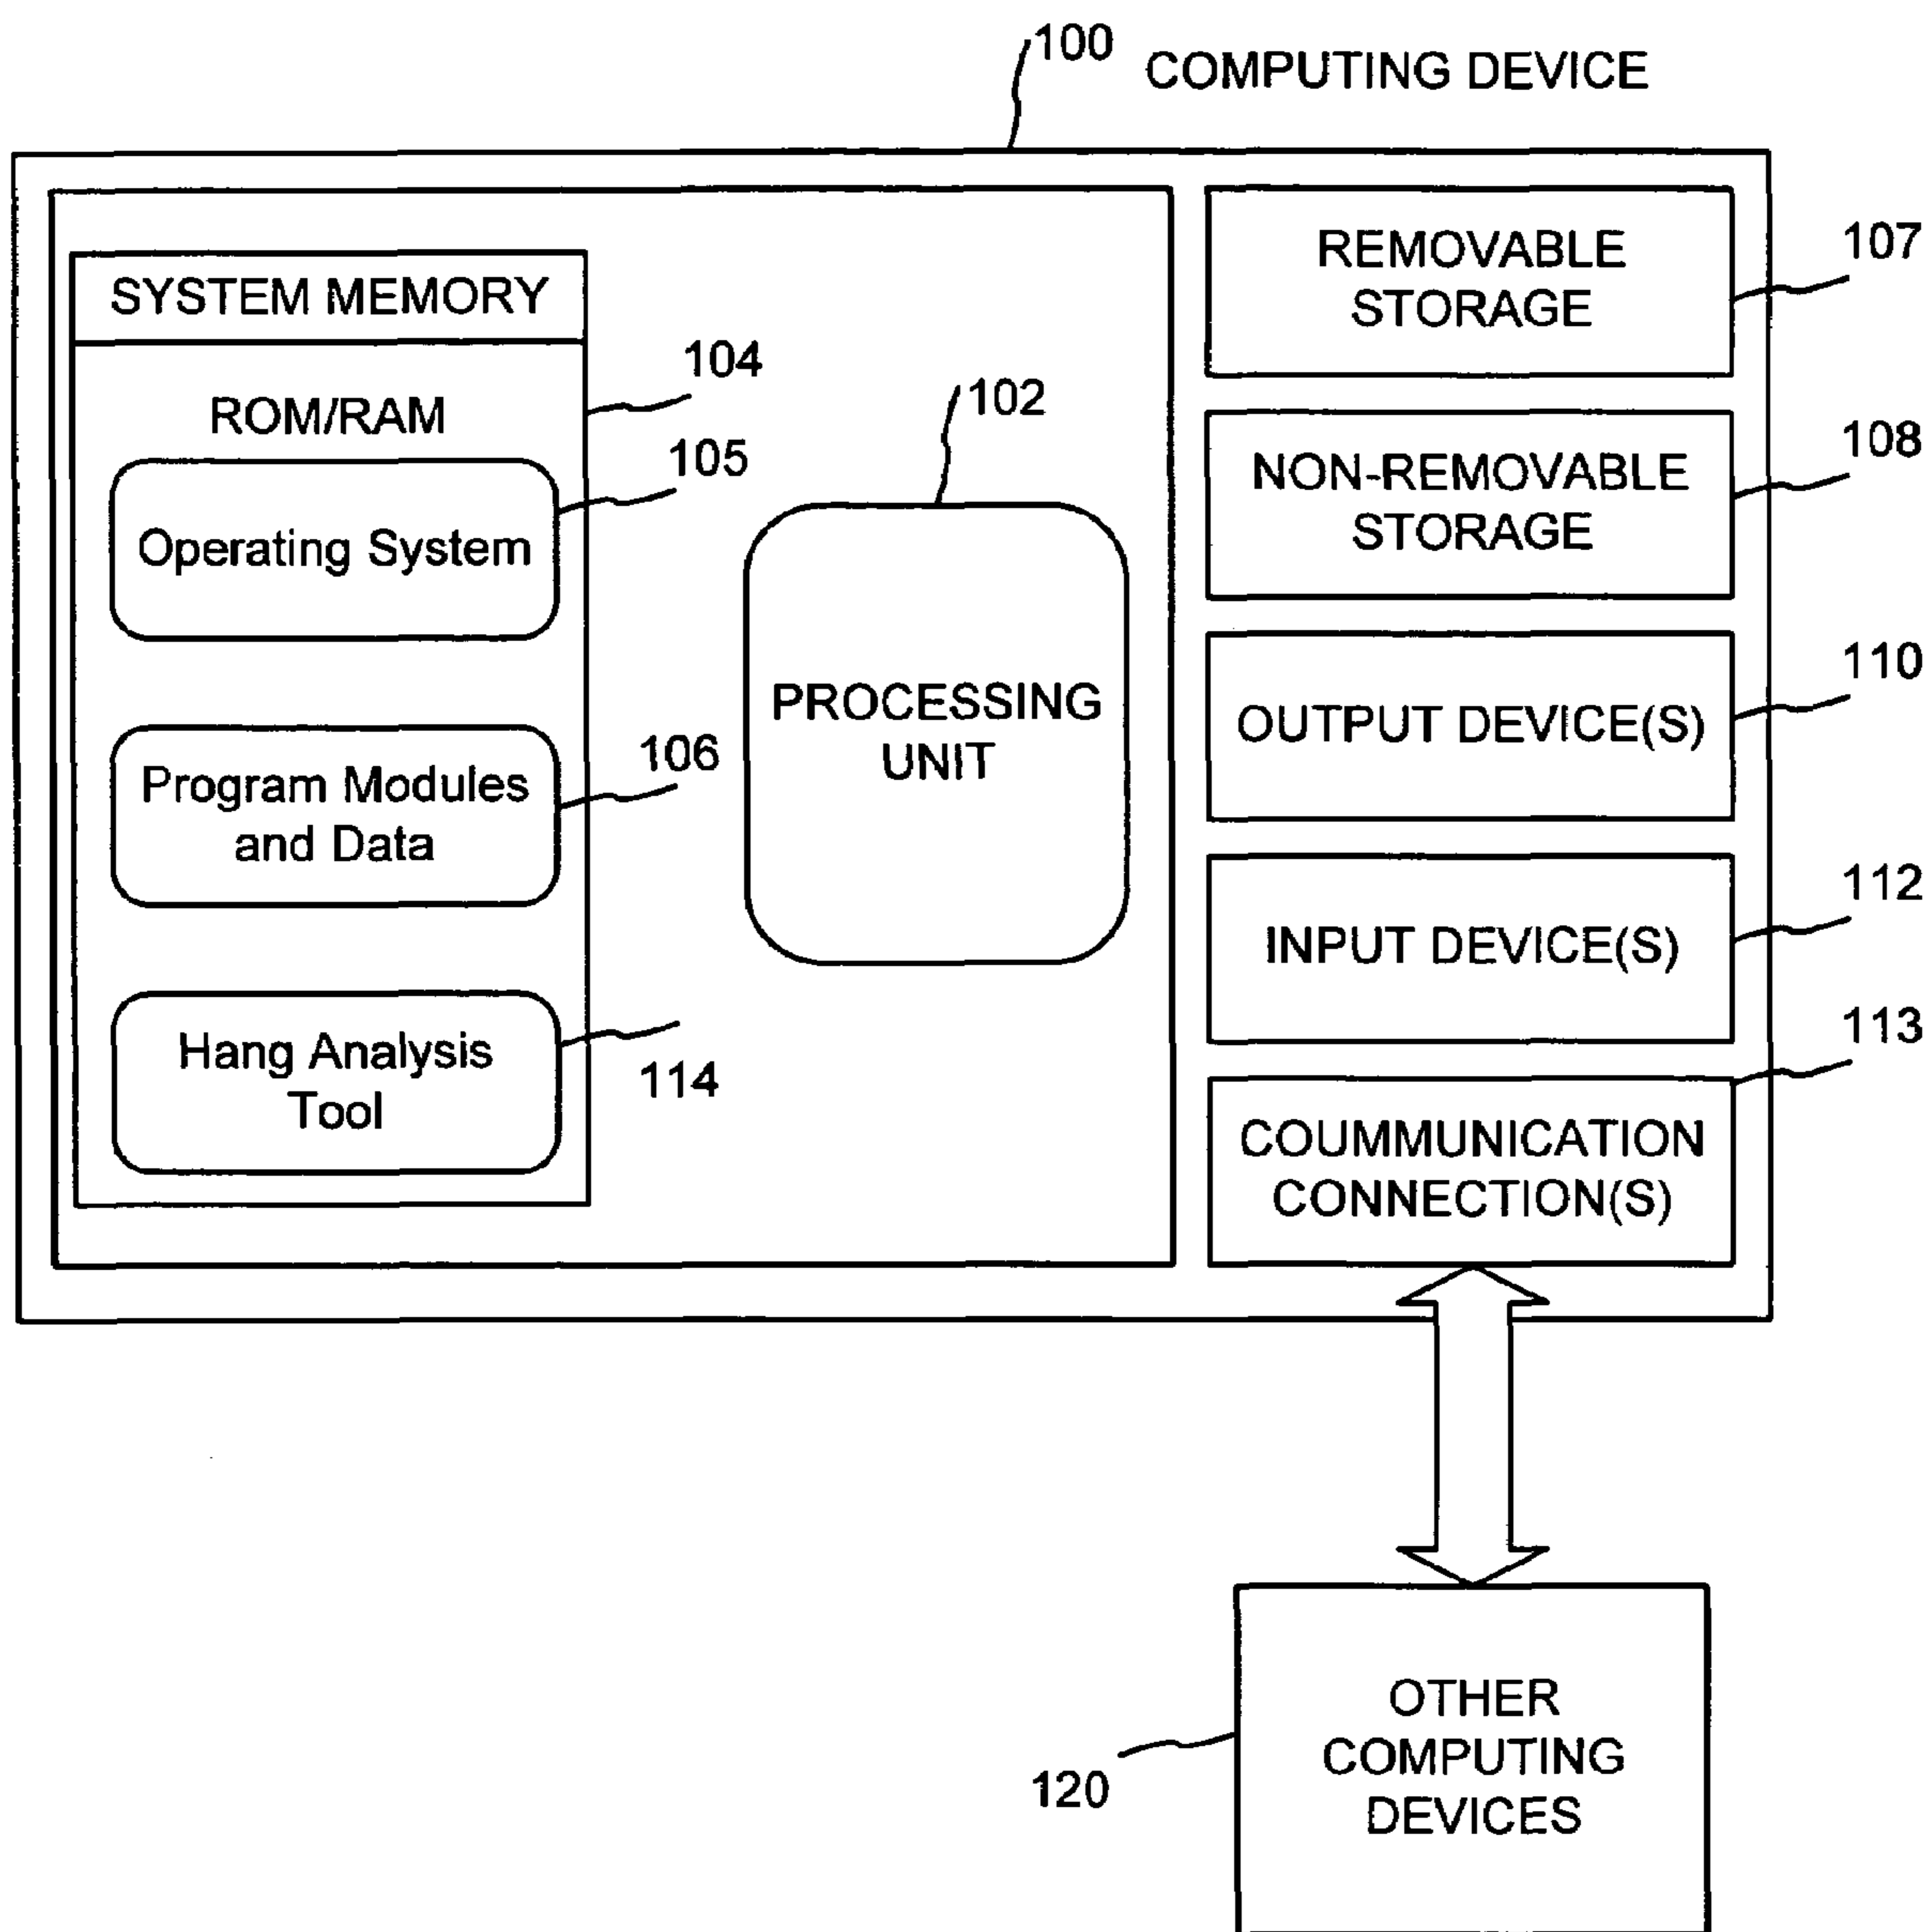 100
COMPUTING DEVICE
SYSTEM MEMORY
104
ROM/RAM
105
Operating System
106
Program Modules
and Data
114
Hang Analysis
Tool
102
PROCESSING
UNIT
107
REMOVABLE
STORAGE
108
NON-REMOVABLE
STORAGE
110
OUTPUT DEVICE(S)
112
INPUT DEVICE(S)
113
COUMMUNICATION
CONNECTION(S)
120
OTHER
COMPUTING
DEVICES